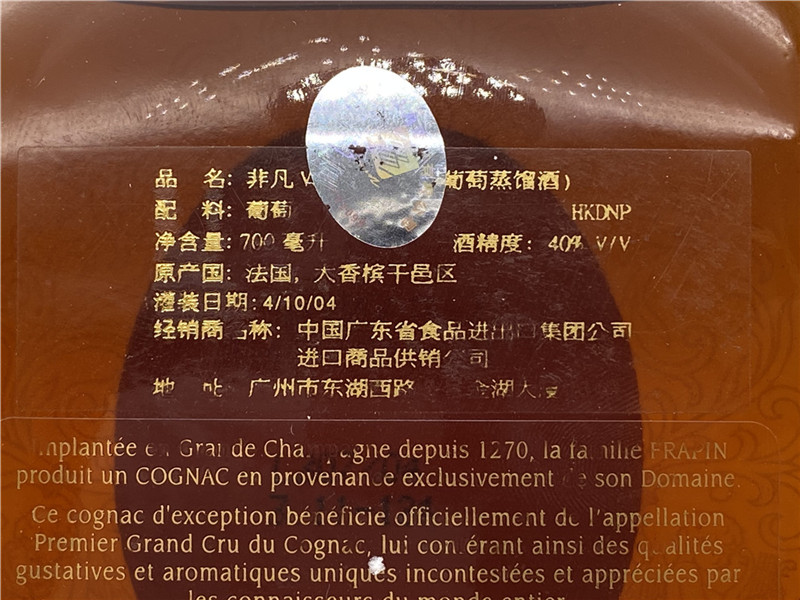 品 名: 非凡 V 葡萄蒸馏酒)
配 料: 葡萄 HKDNP
净含量: 700 毫升 酒精度: 40% V/V
原产国: 法国, 大香槟干邑区
灌装日期: 4/10/04
经销商名称: 中国广东省食品进出口集团公司
进口商品供销公司
地 址 广州市东湖西路 金湖大厦
Implantée en Grande Champagne depuis 1270, la famille FRAPIN
produit un COGNAC en provenance exclusivement de son Domaine.
Ce cognac d'exception bénéficie officiellement de l'appellation
Premier Grand Cru du Cognac, lui conférant ainsi des qualités
gustatives et aromatiques uniques incontestées et appréciées par
les connaisseurs du monde entier.